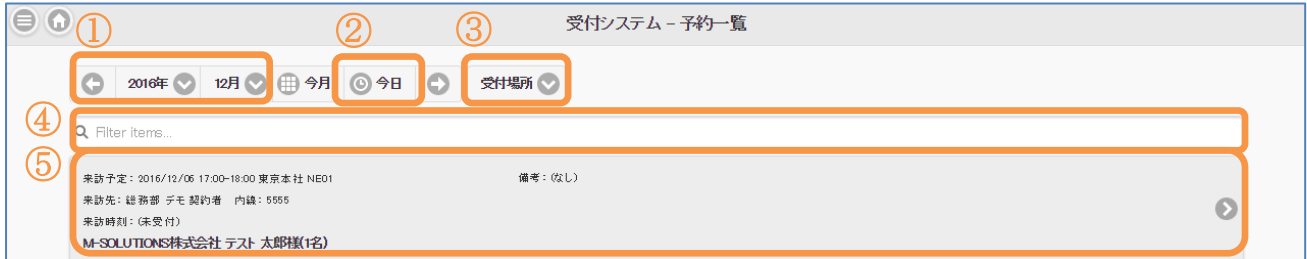 受付システム - 予約一覧
① ② ③
2016年 12月 今月 今日 受付場所
④
Filter items...
⑤
来訪予定：2016/12/06 17:00-18:00 東京本社 NE01 備考：(なし)
来訪先：総務部 デモ 契約者 内線：5555
来訪時刻：(未受付)
M-SOLUTIONS株式会社 テスト 太郎様(1名)